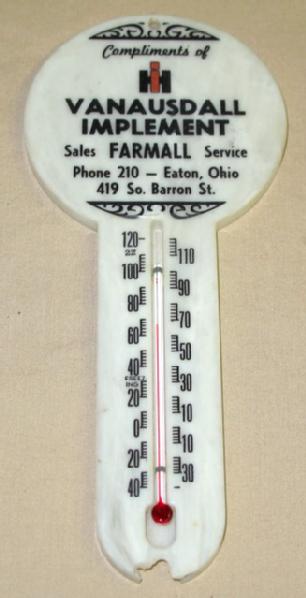 Compliments of
IH
VANAUSDALL
IMPLEMENT
Sales FARMALL Service
Phone 210 — Eaton, Ohio
419 So. Barron St.
120
110
100
90
80
70
60
50
40
30
20
10
0
10
20
30
40